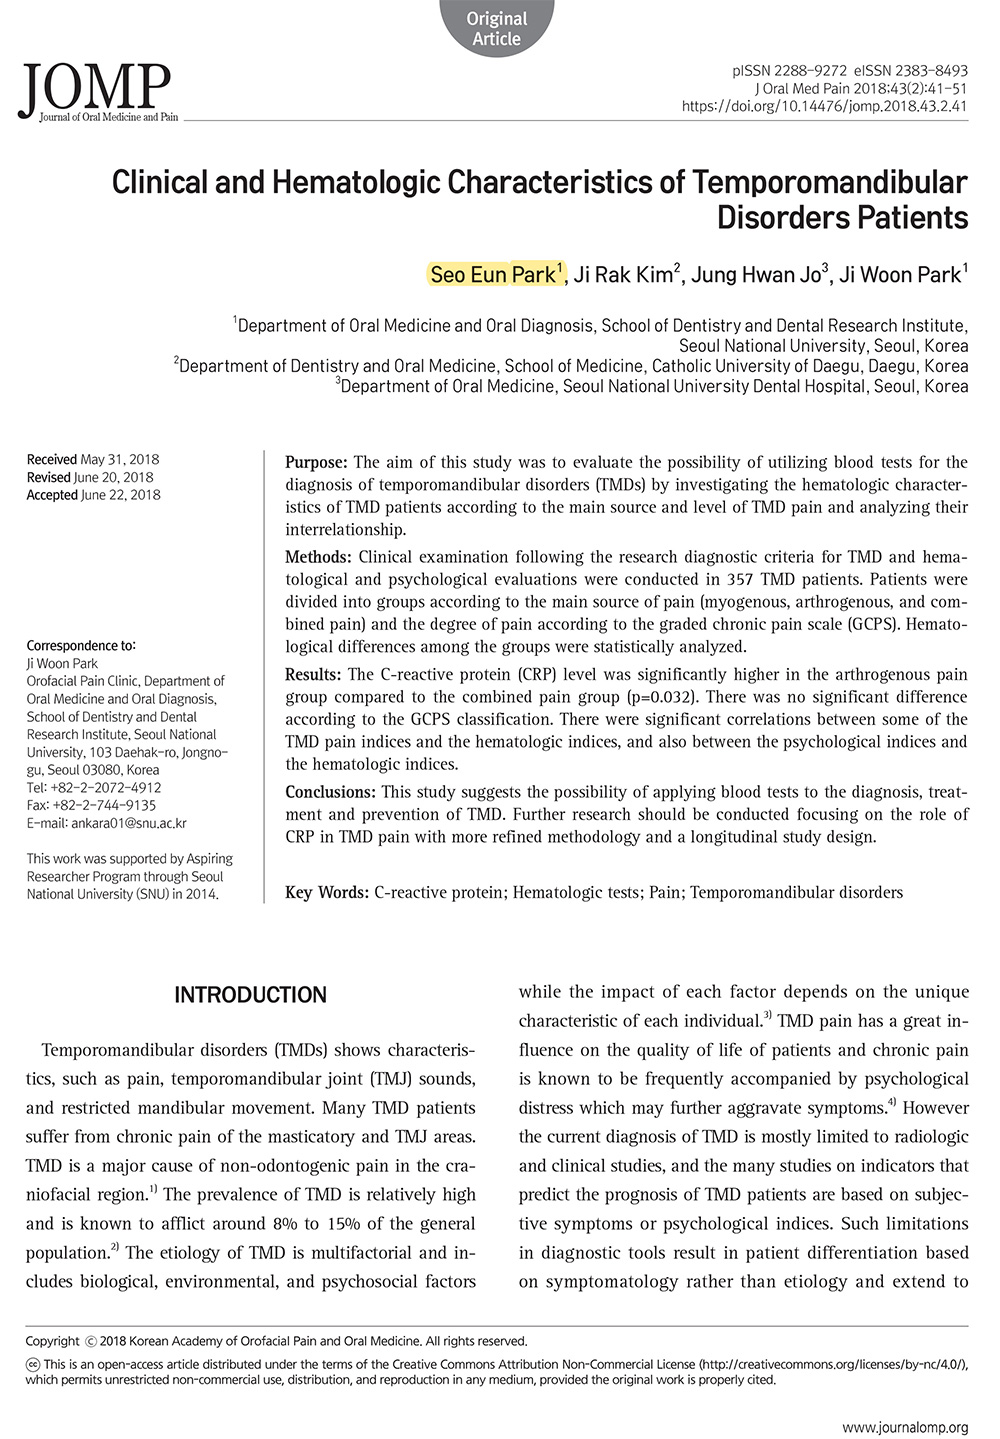 Original
Article
JOMP
Journal of Oral Medicine and Pain
pISSN 2288-9272 eISSN 2383-8493
J Oral Med Pain 2018;43(2):41-51
https://doi.org/10.14476/jomp.2018.43.2.41
Clinical and Hematologic Characteristics of Temporomandibular
Disorders Patients
Seo Eun Park1, Ji Rak Kim2, Jung Hwan Jo3, Ji Woon Park1
1Department of Oral Medicine and Oral Diagnosis, School of Dentistry and Dental Research Institute,
Seoul National University, Seoul, Korea
2Department of Dentistry and Oral Medicine, School of Medicine, Catholic University of Daegu, Daegu, Korea
3Department of Oral Medicine, Seoul National University Dental Hospital, Seoul, Korea
Received May 31, 2018
Revised June 20, 2018
Accepted June 22, 2018
Correspondence to:
Ji Woon Park
Orofacial Pain Clinic, Department of
Oral Medicine and Oral Diagnosis,
School of Dentistry and Dental
Research Institute, Seoul National
University, 103 Daehak-ro, Jongno-
gu, Seoul 03080, Korea
Tel: +82-2-2072-4912
Fax: +82-2-744-9135
E-mail: ankara01@snu.ac.kr
This work was supported by Aspiring
Researcher Program through Seoul
National University (SNU) in 2014.
Purpose: The aim of this study was to evaluate the possibility of utilizing blood tests for the
diagnosis of temporomandibular disorders (TMDs) by investigating the hematologic character-
istics of TMD patients according to the main source and level of TMD pain and analyzing their
interrelationship.
Methods: Clinical examination following the research diagnostic criteria for TMD and hema-
tological and psychological evaluations were conducted in 357 TMD patients. Patients were
divided into groups according to the main source of pain (myogenous, arthrogenous, and com-
bined pain) and the degree of pain according to the graded chronic pain scale (GCPS). Hemato-
logical differences among the groups were statistically analyzed.
Results: The C-reactive protein (CRP) level was significantly higher in the arthrogenous pain
group compared to the combined pain group (p=0.032). There was no significant difference
according to the GCPS classification. There were significant correlations between some of the
TMD pain indices and the hematologic indices, and also between the psychological indices and
the hematologic indices.
Conclusions: This study suggests the possibility of applying blood tests to the diagnosis, treat-
ment and prevention of TMD. Further research should be conducted focusing on the role of
CRP in TMD pain with more refined methodology and a longitudinal study design.
Key Words: C-reactive protein; Hematologic tests; Pain; Temporomandibular disorders
INTRODUCTION
Temporomandibular disorders (TMDs) shows characteris-
tics, such as pain, temporomandibular joint (TMJ) sounds,
and restricted mandibular movement. Many TMD patients
suffer from chronic pain of the masticatory and TMJ areas.
TMD is a major cause of non-odontogenic pain in the cra-
niofacial region.1) The prevalence of TMD is relatively high
and is known to afflict around 8% to 15% of the general
population.2) The etiology of TMD is multifactorial and in-
cludes biological, environmental, and psychosocial factors
while the impact of each factor depends on the unique
characteristic of each individual.3) TMD pain has a great in-
fluence on the quality of life of patients and chronic pain
is known to be frequently accompanied by psychological
distress which may further aggravate symptoms.4) However
the current diagnosis of TMD is mostly limited to radiologic
and clinical studies, and the many studies on indicators that
predict the prognosis of TMD patients are based on subjec-
tive symptoms or psychological indices. Such limitations
in diagnostic tools result in patient differentiation based
on symptomatology rather than etiology and extend to
Copyright © 2018 Korean Academy of Orofacial Pain and Oral Medicine. All rights reserved.
cc This is an open-access article distributed under the terms of the Creative Commons Attribution Non-Commercial License (http://creativecommons.org/licenses/by-nc/4.0/),
which permits unrestricted non-commercial use, distribution, and reproduction in any medium, provided the original work is properly cited.
www.journalomp.org